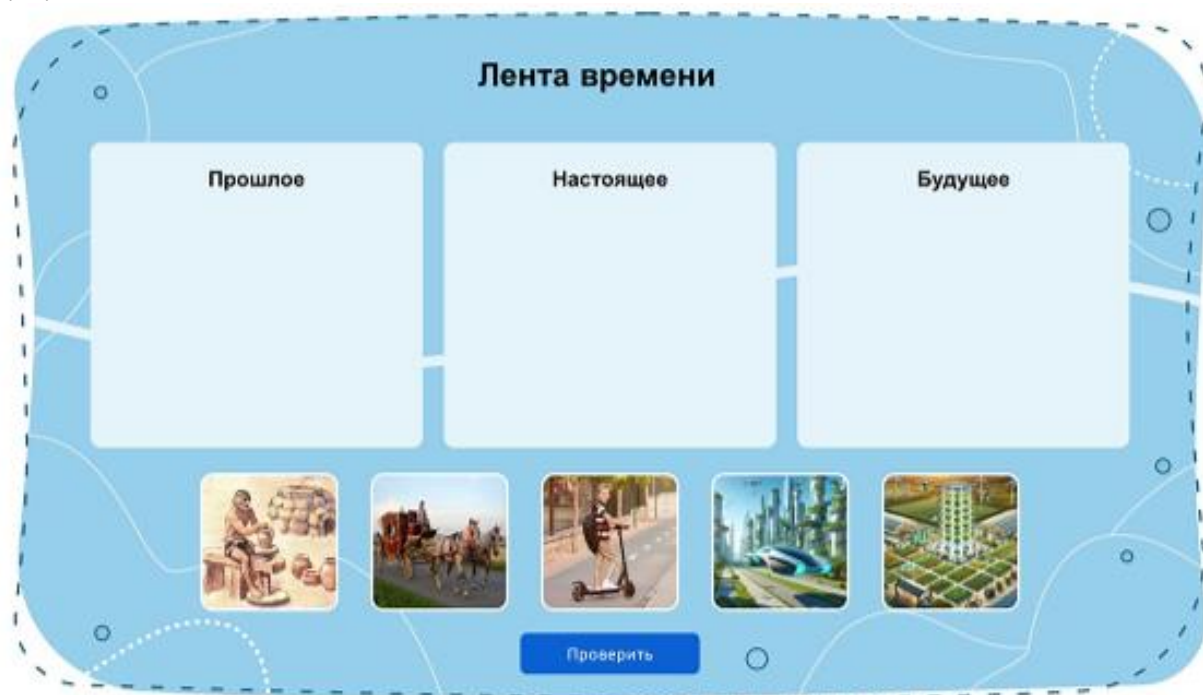 Лента времени
Прошлое
Настоящее
Будущее
Проверить